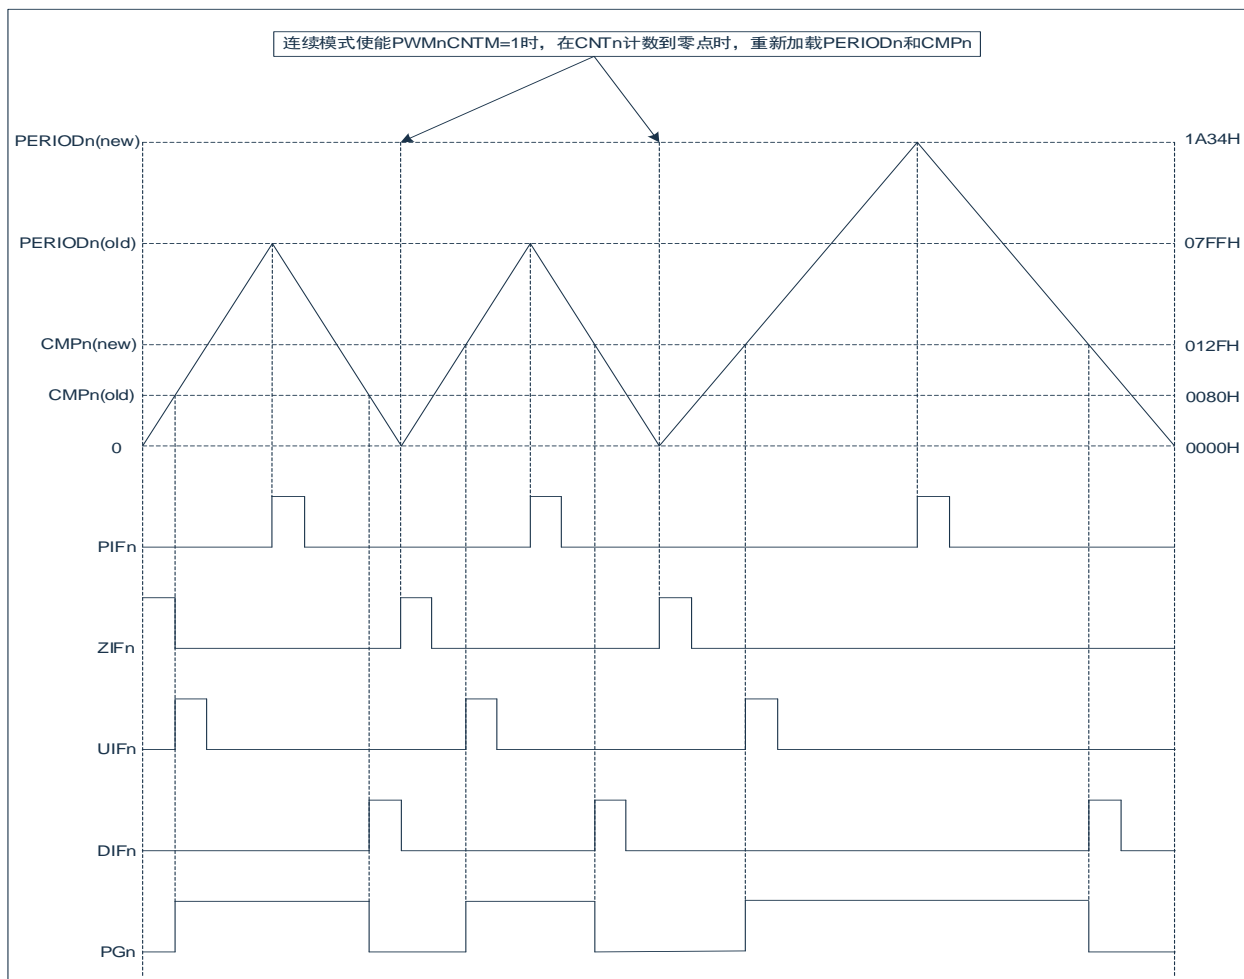 连续模式使能PWMnCNTM=1时，在CNTn计数到零点时，重新加载PERIODn和CMPn
PERIODn(new) 1A34H
PERIODn(old) 07FFH
CMPn(new) 012FH
CMPn(old) 0080H
0 0000H
PIFn
ZIFn
UIFn
DIFn
PGn